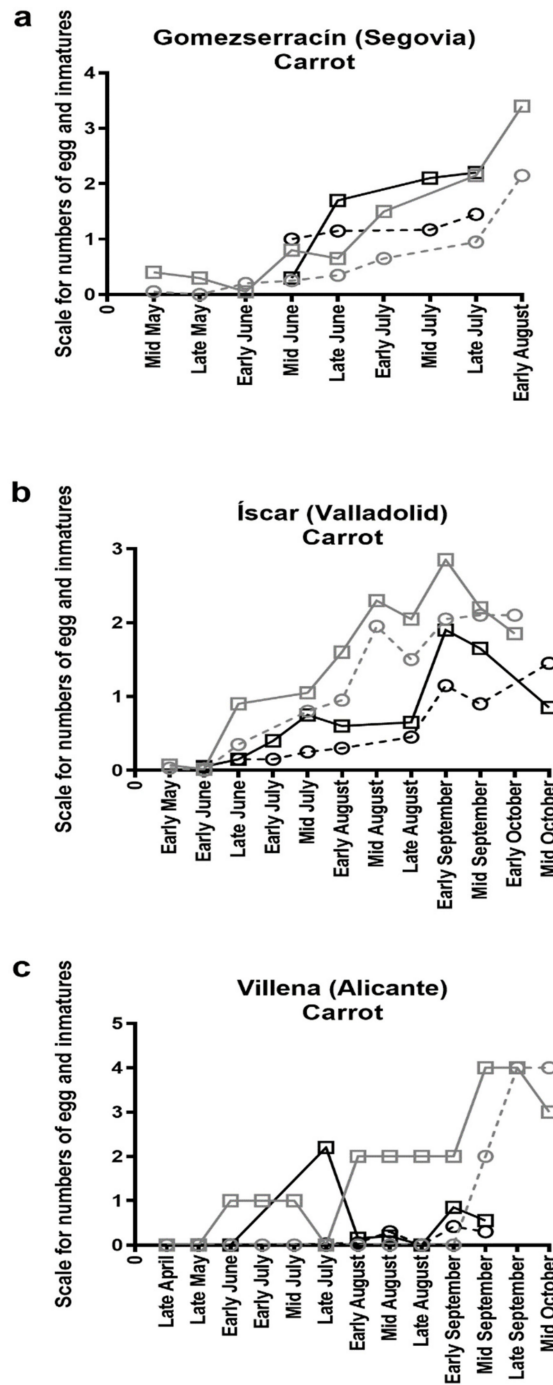 a
Gomezserracín (Segovia)
Carrot
Scale for numbers of egg and inmatures
4
3
2
1
0
0
Mid May
Late May
Early June
Mid June
Late June
Early July
Mid July
Late July
Early August
b
Íscar (Valladolid)
Carrot
Scale for numbers of egg and inmatures
3
2
1
0
0
Early May
Early June
Late June
Early July
Mid July
Early August
Mid August
Late August
Early September
Mid September
Early October
Mid October
c
Villena (Alicante)
Carrot
Scale for numbers of egg and inmatures
5
4
3
2
1
0
0
Late April
Late May
Early June
Early July
Mid July
Late July
Early August
Mid August
Late August
Early September
Mid September
Late September
Mid October